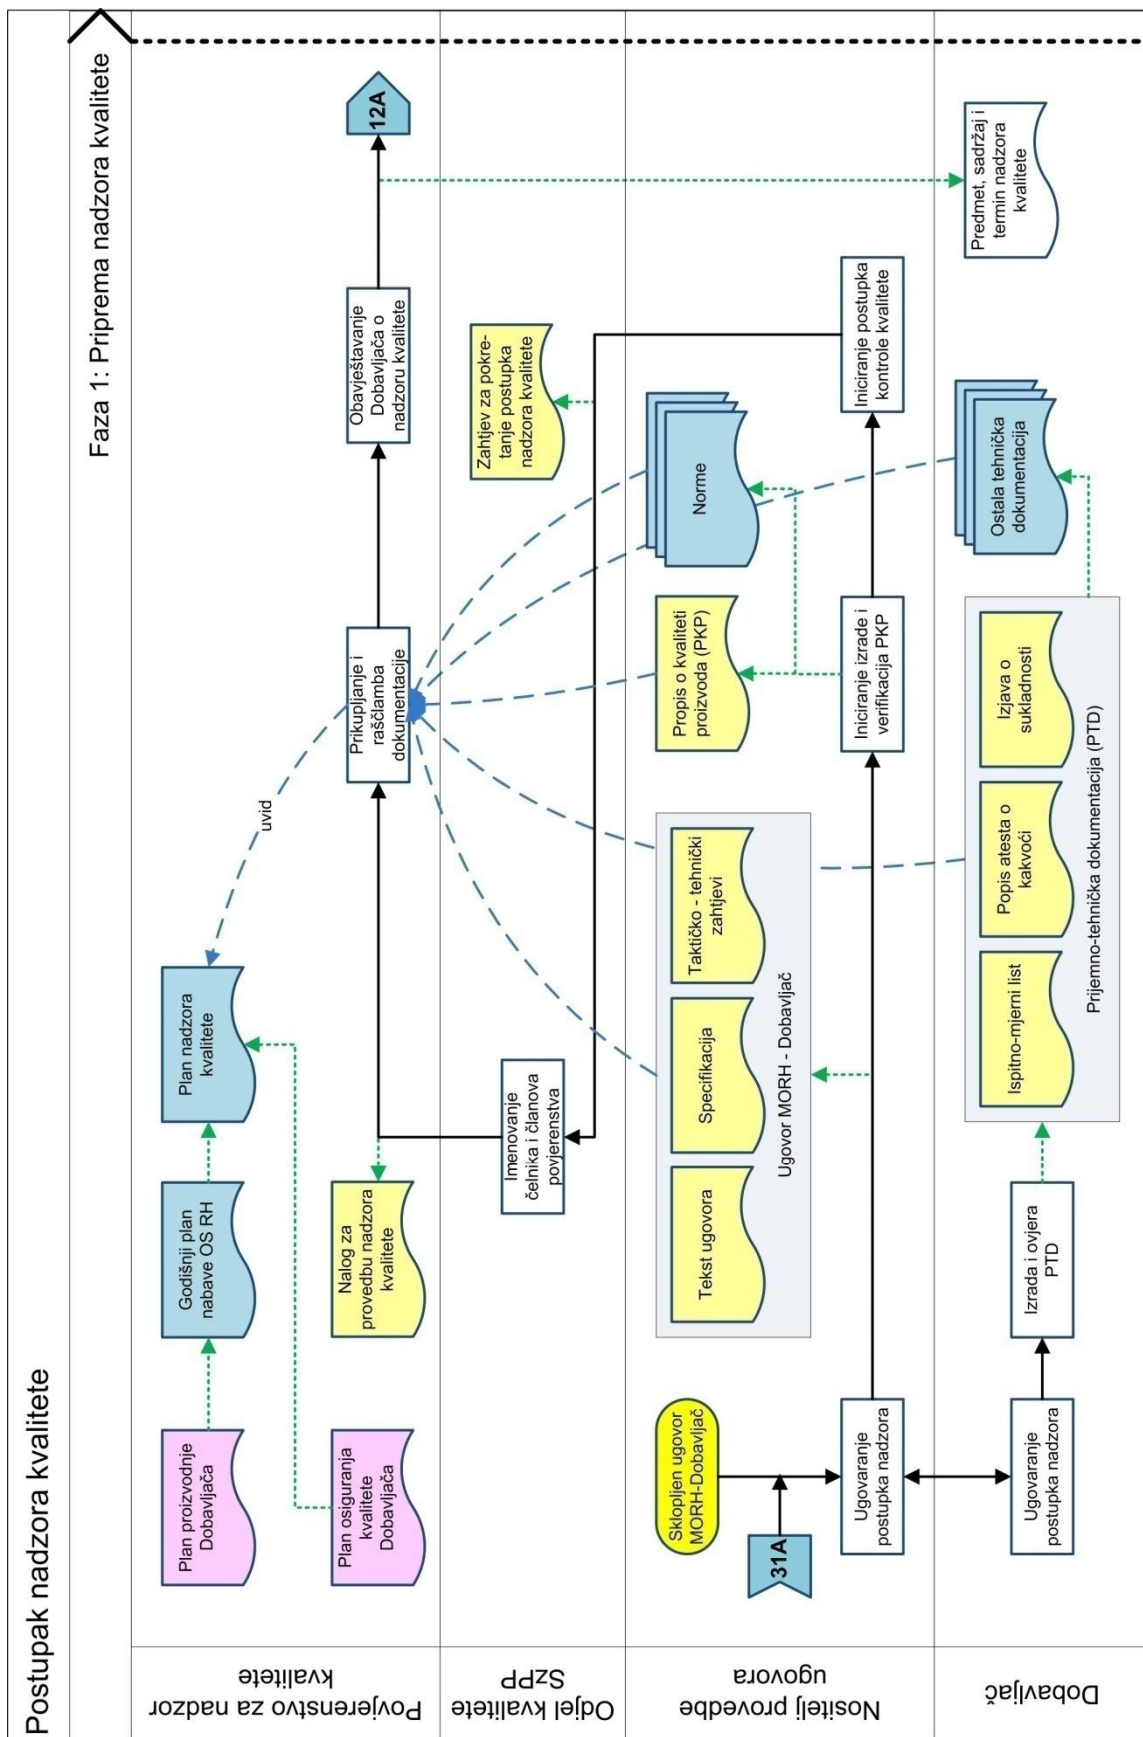 Postupak nadzora kvalitete
Faza 1: Priprema nadzora kvalitete
Povjerenstvo za nadzor
kvalitete
Plan proizvodnje
Dobavljača
Godišnji plan
nabave OS RH
Plan nadzora
kvalitete
uvid
Plan osiguranja
kvalitete
Dobavljača
Nalog za
provedbu nadzora
kvalitete
Prikupljanje i
raščlamba
dokumentacije
Obavještavanje
Dobavljača o
nadzoru kvalitete
12A
Odjel kvalitete
SzPP
Imenovanje
čelnika i članova
povjerenstva
Zahtjev za pokre-
tanje postupka
nadzora kvalitete
Nositelj provedbe
ugovora
Sklopljen ugovor
MORH-Dobavljač
31A
Ugovaranje
postupka nadzora
Tekst ugovora
Specifikacija
Taktičko - tehnički
zahtjevi
Ugovor MORH - Dobavljač
Propis o kvaliteti
proizvoda (PKP)
Norme
Iniciranje izrade i
verifikacija PKP
Iniciranje postupka
kontrole kvalitete
Dobavljač
Ugovaranje
postupka nadzora
Izrada i ovjera
PTD
Ispitno-mjerni list
Popis atesta o
kakvoći
Izjava o
sukladnosti
Prijemno-tehnička dokumentacija (PTD)
Ostala tehnička
dokumentacija
Predmet, sadržaj i
termin nadzora
kvalitete